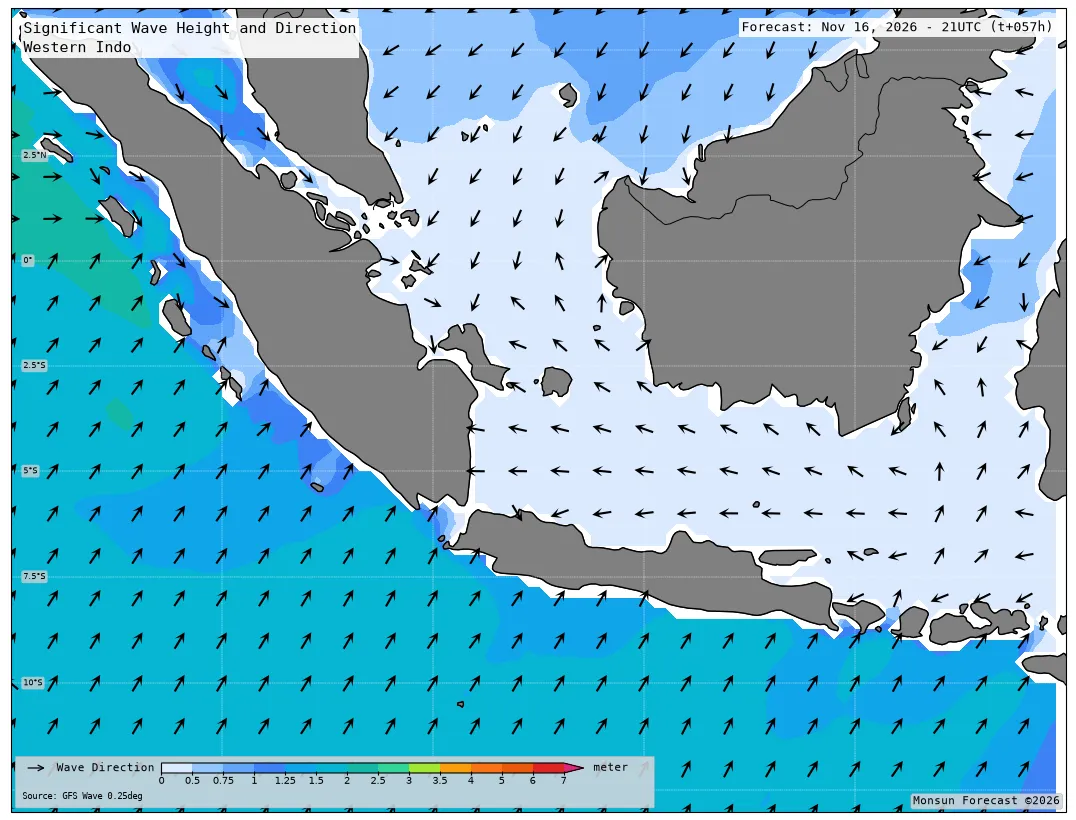 Significant Wave Height and Direction
Western Indo
Forecast: Nov 16, 2026 - 21UTC (t+057h)
2.5°N
0°
2.5°S
5°S
7.5°S
10°S
Wave Direction
0 0.5 0.75 1 1.25 1.5 2 2.5 3 3.5 4 5 6 7
meter
Source: GFS Wave 0.25deg
Monsun Forecast ©2026